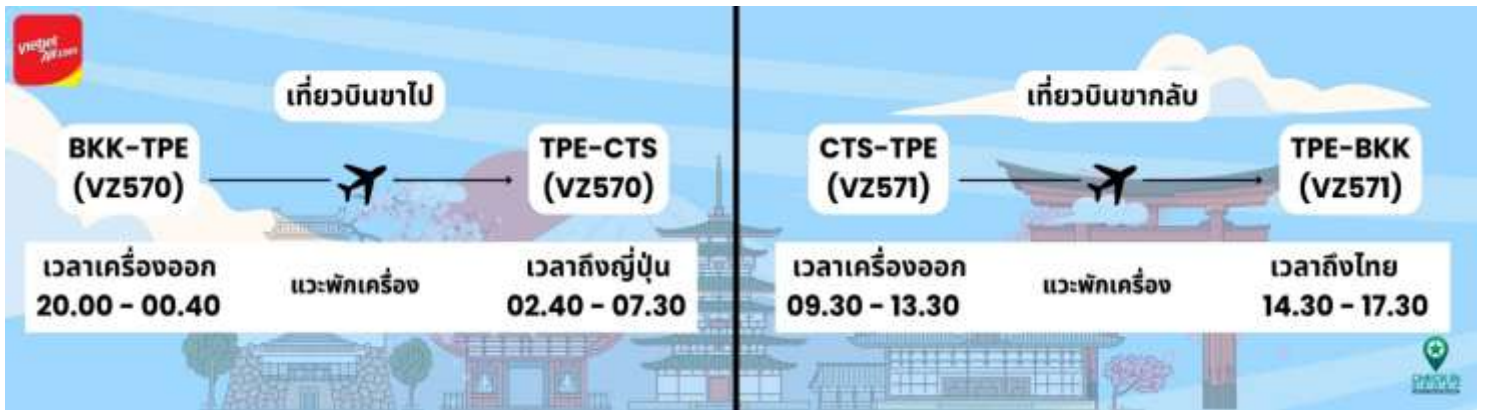 vietjet
Air.com
เที่ยวบินขาไป
BKK-TPE
(VZ570)
TPE-CTS
(VZ570)
เวลาเครื่องออก
20.00 - 00.40
แวะพักเครื่อง
เวลาถึงญี่ปุ่น
02.40 - 07.30
เที่ยวบินขากลับ
CTS-TPE
(VZ571)
TPE-BKK
(VZ571)
เวลาเครื่องออก
09.30 - 13.30
แวะพักเครื่อง
เวลาถึงไทย
14.30 - 17.30
CHECK IN